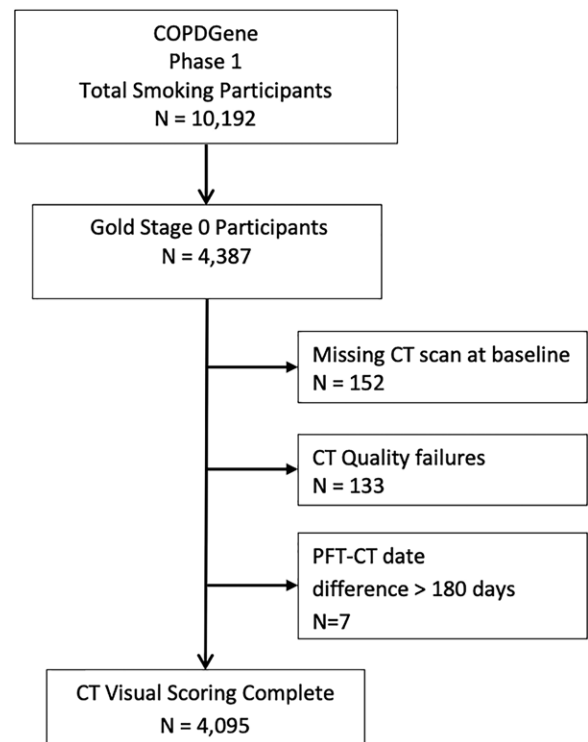 COPDGene
Phase 1
Total Smoking Participants
N = 10,192
Gold Stage 0 Participants
N = 4,387
Missing CT scan at baseline
N = 152
CT Quality failures
N = 133
PFT-CT date
difference > 180 days
N=7
CT Visual Scoring Complete
N = 4,095